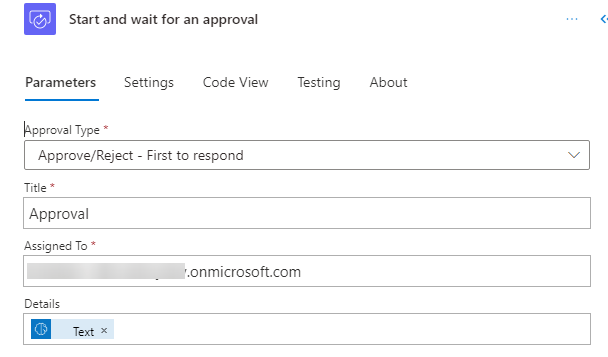 Start and wait for an approval
Parameters Settings Code View Testing About
Approval Type *
Approve/Reject - First to respond
Title *
Approval
Assigned To *
.onmicrosoft.com
Details
Text ×